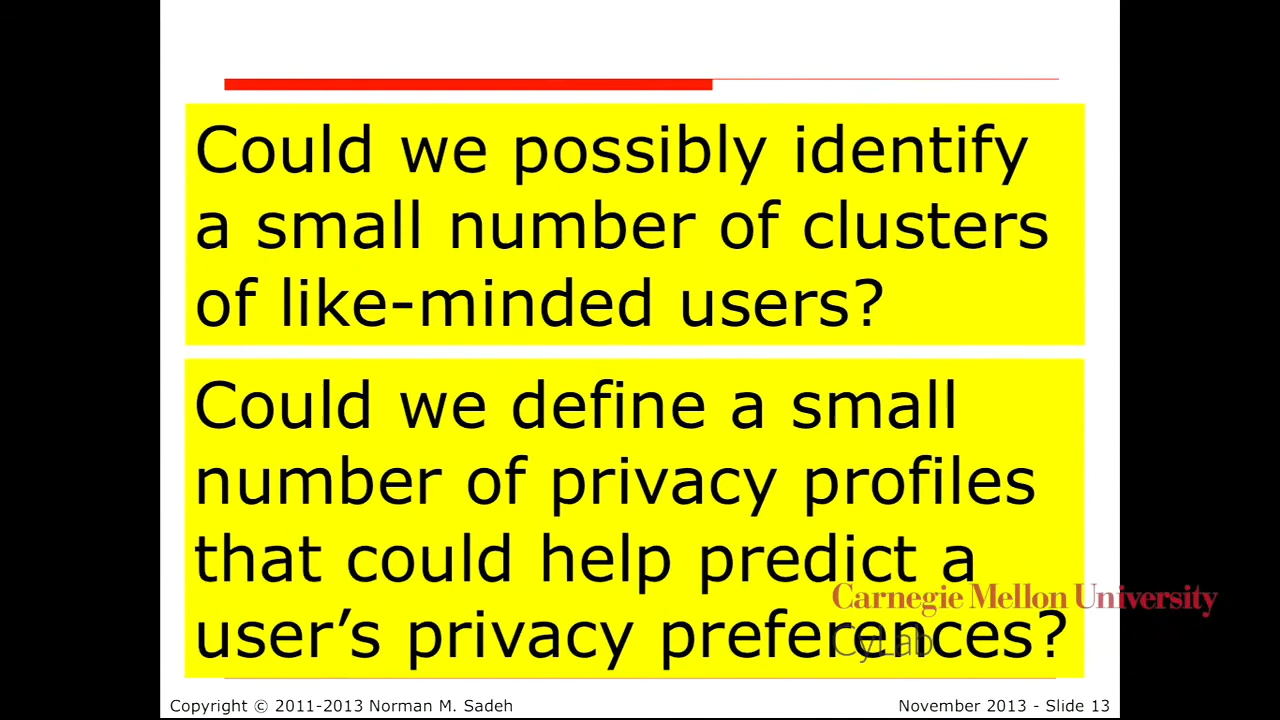 Could we possibly identify
a small number of clusters
of like-minded users?
Could we define a small
number of privacy profiles
that could help predict a
user’s privacy preferences?
Carnegie Mellon University
CyLab
Copyright © 2011-2013 Norman M. Sadeh
November 2013 - Slide 13